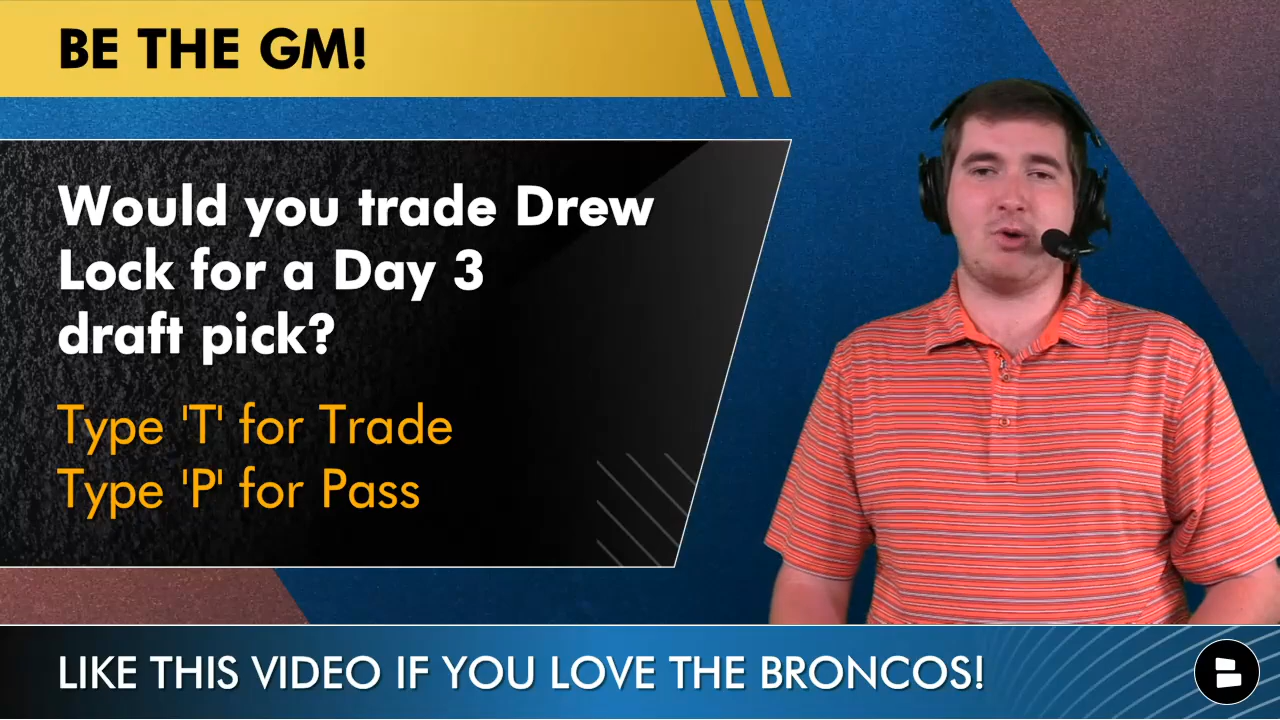 BE THE GM!
Would you trade Drew
Lock for a Day 3
draft pick?
Type 'T' for Trade
Type 'P' for Pass
LIKE THIS VIDEO IF YOU LOVE THE BRONCOS!